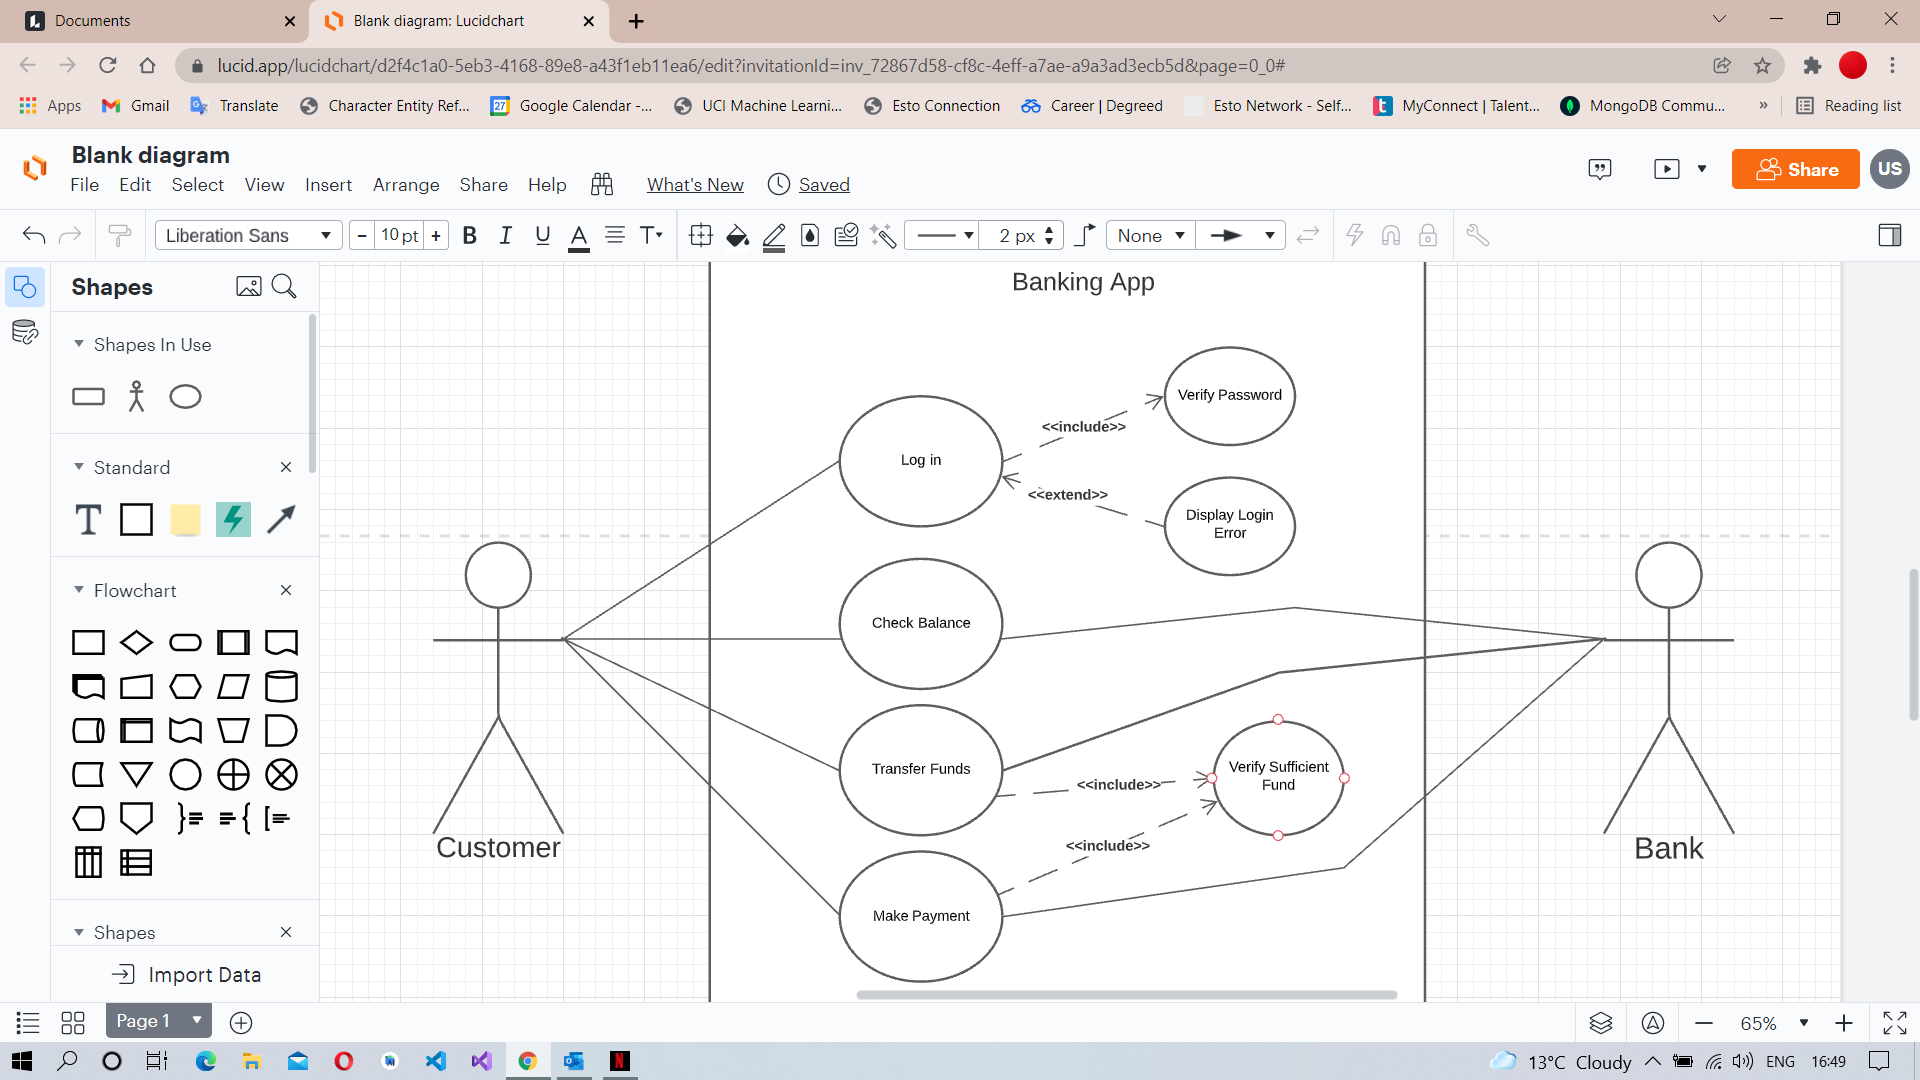 Documents
Blank diagram: Lucidchart
lucid.app/lucidchart/d2f4c1a0-5eb3-4168-89e8-a43f1eb11ea6/edit?invitationId=inv_72867d58-cf8c-4eff-a7ae-a9a3ad3ecb5d&page=0_0#
Apps
Gmail
Translate
Character Entity Ref...
27
Google Calendar -...
UCI Machine Learni...
Esto Connection
Career | Degreed
Esto Network - Self...
t
MyConnect | Talent...
MongoDB Commu...
»
Reading list
Blank diagram
File Edit Select View Insert Arrange Share Help
What's New
Saved
Share
US
Liberation Sans
- 10 pt +
B I U A T
2 px
None
Shapes
Shapes In Use
Standard
T
Flowchart
Shapes
Import Data
Banking App
Verify Password
<<include>>
Log in
<<extend>>
Display Login
Error
Check Balance
Transfer Funds
<<include>>
Verify Sufficient
Fund
<<include>>
Make Payment
Customer
Bank
Page 1
65%
N
13°C Cloudy
ENG
16:49